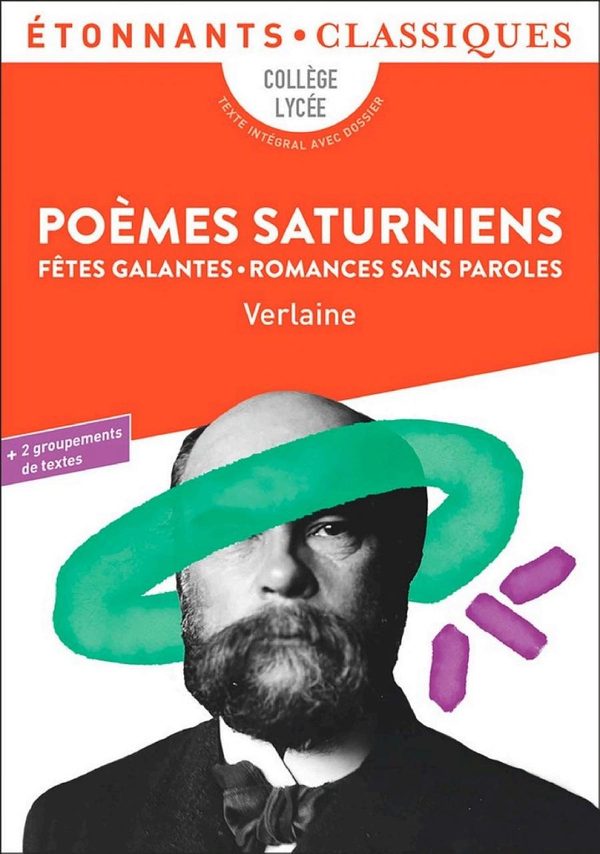 ÉTONNANTS • CLASSIQUES
COLLÈGE
LYCÉE
TEXTE INTÉGRAL AVEC DOSSIER
POÈMES SATURNIENS
FÊTES GALANTES • ROMANCES SANS PAROLES
Verlaine
+ 2 groupements
de textes